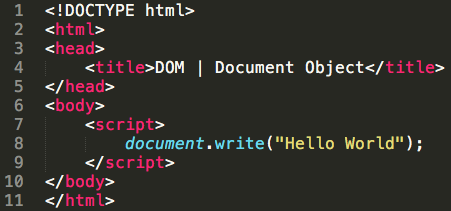 1 <!DOCTYPE html>
2 <html>
3 <head>
4     <title>DOM | Document Object</title>
5 </head>
6 <body>
7     <script>
8         document.write("Hello World");
9     </script>
10 </body>
11 </html>